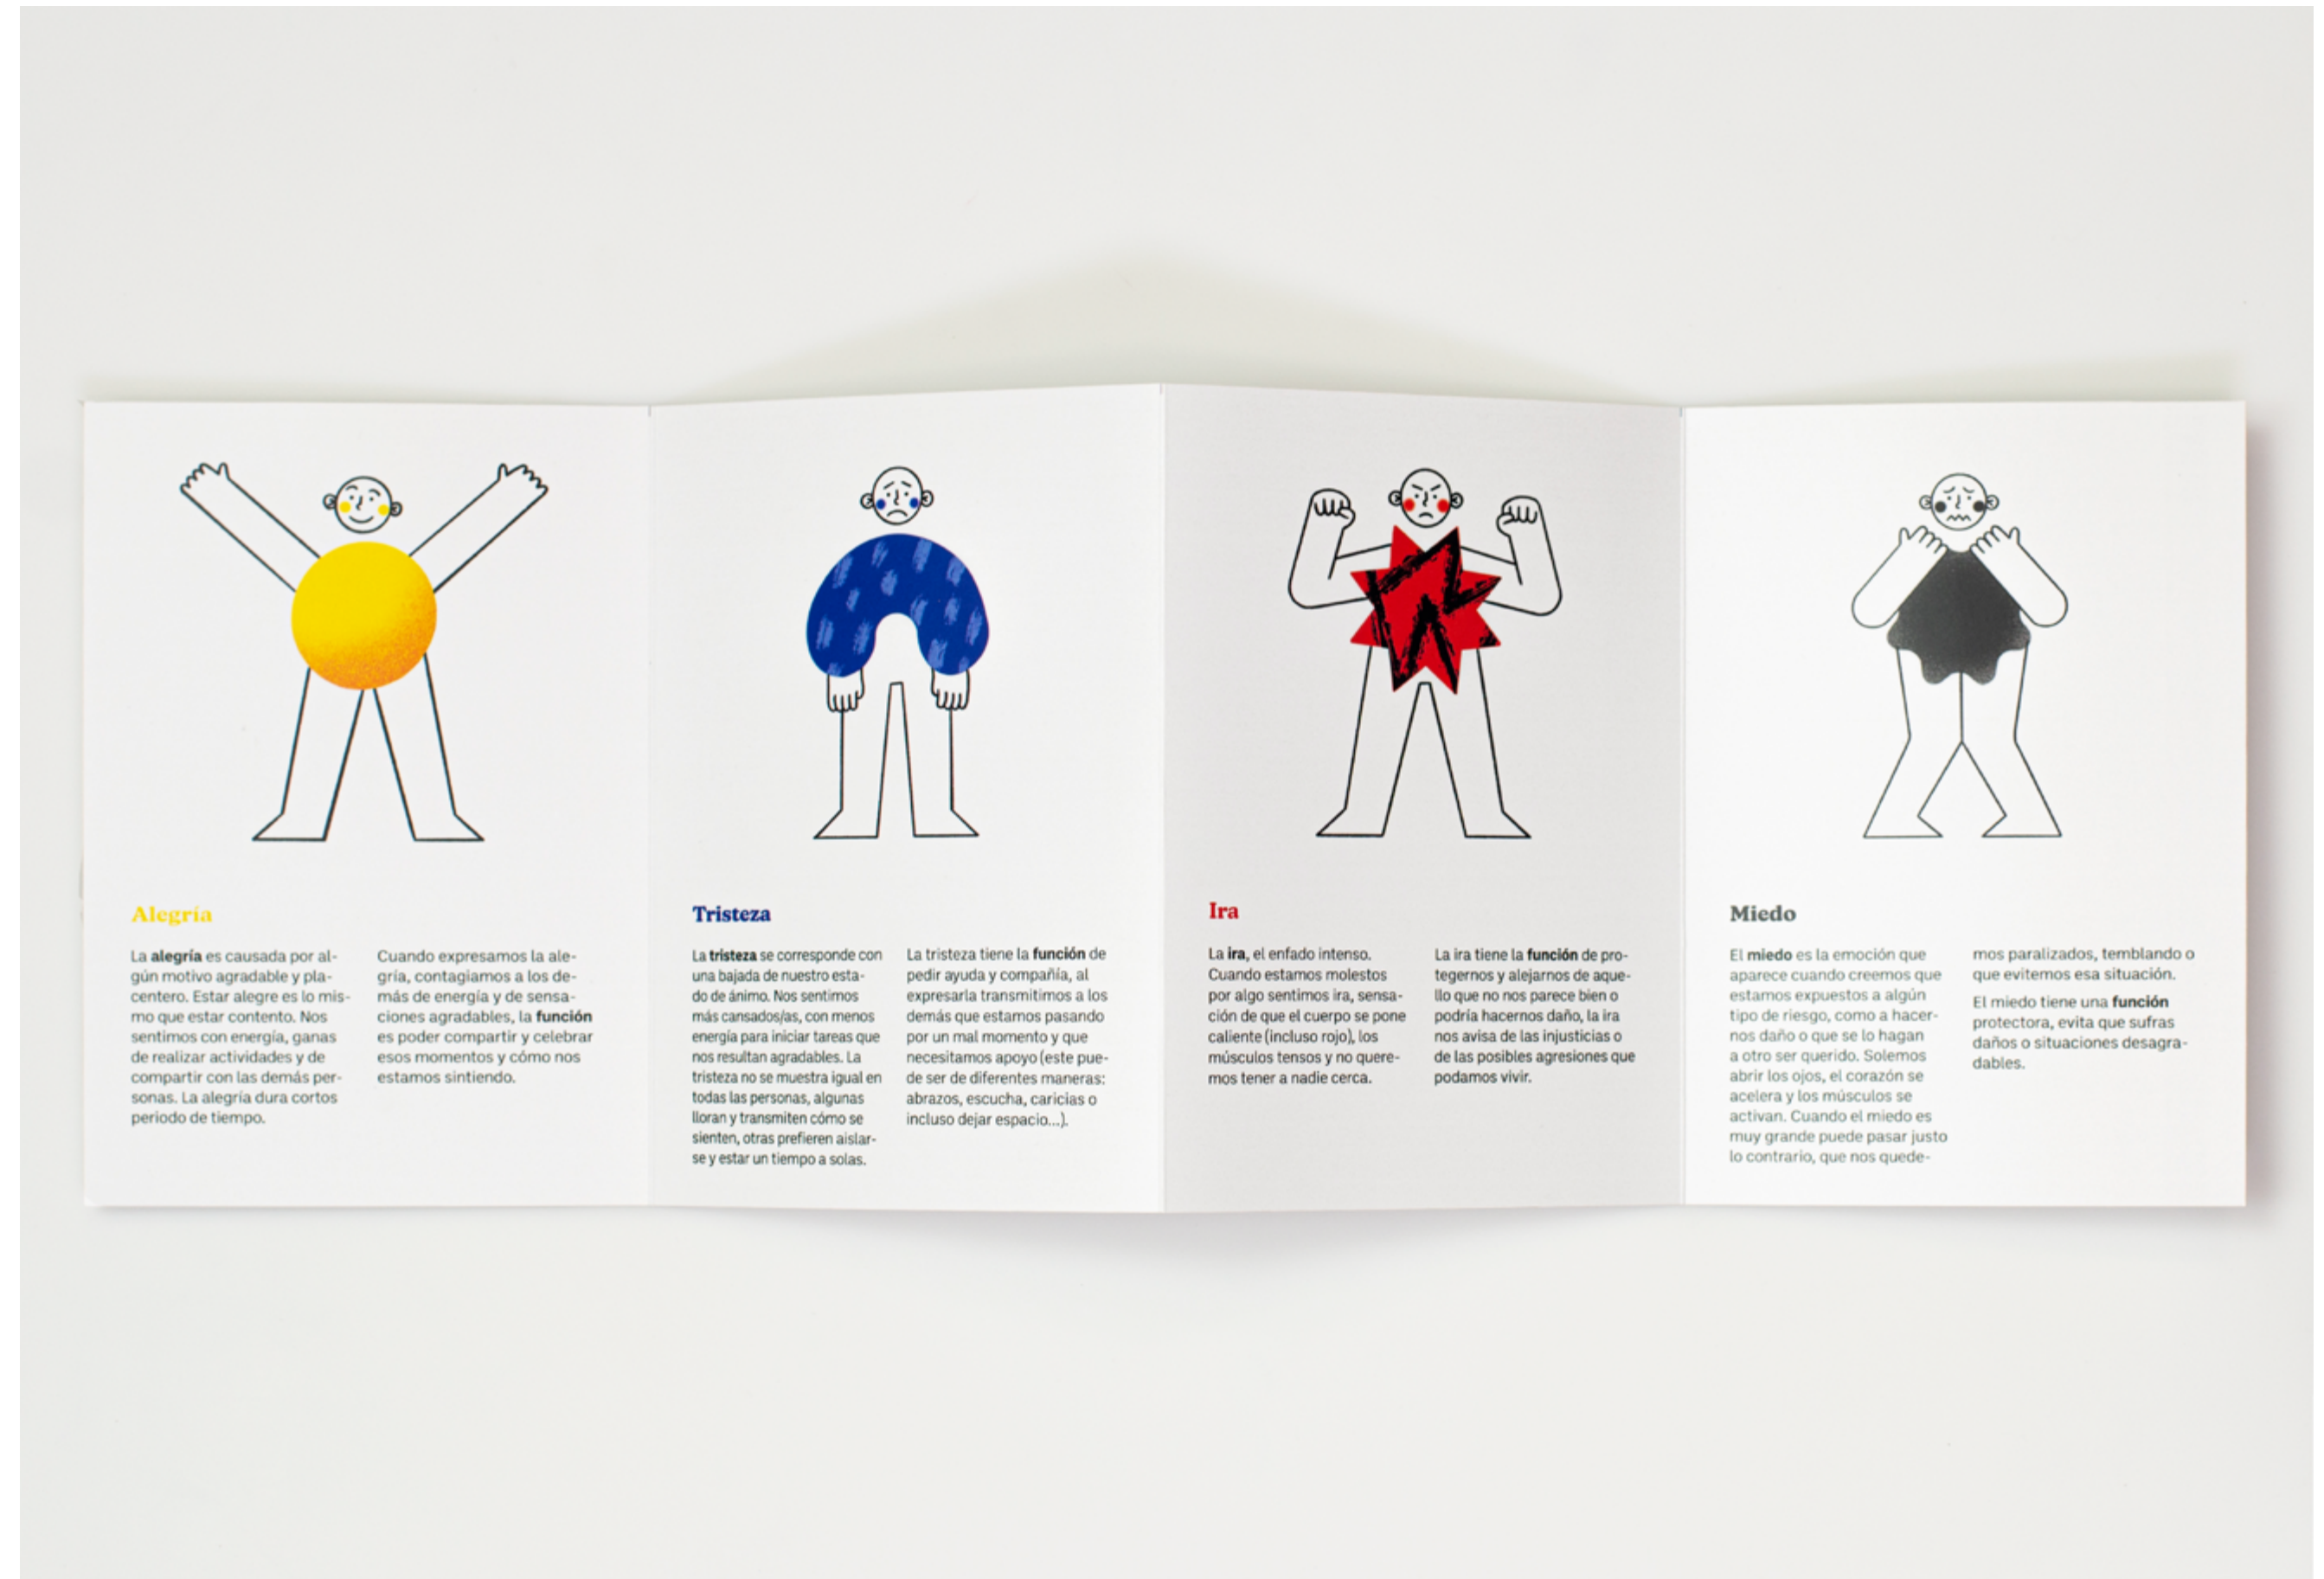 Alegría
La alegría es causada por al-
gún motivo agradable y pla-
centero. Estar alegre es lo mis-
mo que estar contento. Nos
sentimos con energía, ganas
de realizar actividades y de
compartir con las demás per-
sonas. La alegría dura cortos
periodo de tiempo.
Cuando expresamos la ale-
gría, contagiamos a los de-
más de energía y de sensa-
ciones agradables, la función
es poder compartir y celebrar
esos momentos y cómo nos
estamos sintiendo.
Tristeza
La tristeza se corresponde con
una bajada de nuestro esta-
do de ánimo. Nos sentimos
más cansados/as, con menos
energía para iniciar tareas que
nos resultan agradables. La
tristeza no se muestra igual en
todas las personas, algunas
lloran y transmiten cómo se
sienten, otras prefieren aislar-
se y estar un tiempo a solas.
La tristeza tiene la función de
pedir ayuda y compañía, al
expresarla transmitimos a los
demás que estamos pasando
por un mal momento y que
necesitamos apoyo (este pue-
de ser de diferentes maneras:
abrazos, escucha, caricias o
incluso dejar espacio...).
Ira
La ira, el enfado intenso.
Cuando estamos molestos
por algo sentimos ira, sensa-
ción de que el cuerpo se pone
caliente (incluso rojo), los
músculos tensos y no quere-
mos tener a nadie cerca.
La ira tiene la función de pro-
tegernos y alejarnos de aque-
llo que no nos parece bien o
podría hacernos daño, la ira
nos avisa de las injusticias o
de las posibles agresiones que
podamos vivir.
Miedo
El miedo es la emoción que
aparece cuando creemos que
estamos expuestos a algún
tipo de riesgo, como a hacer-
nos daño o que se lo hagan
a otro ser querido. Solemos
abrir los ojos, el corazón se
acelera y los músculos se
activan. Cuando el miedo es
muy grande puede pasar justo
lo contrario, que nos quede-
mos paralizados, temblando o
que evitemos esa situación.
El miedo tiene una función
protectora, evita que sufras
daños o situaciones desagra-
dables.